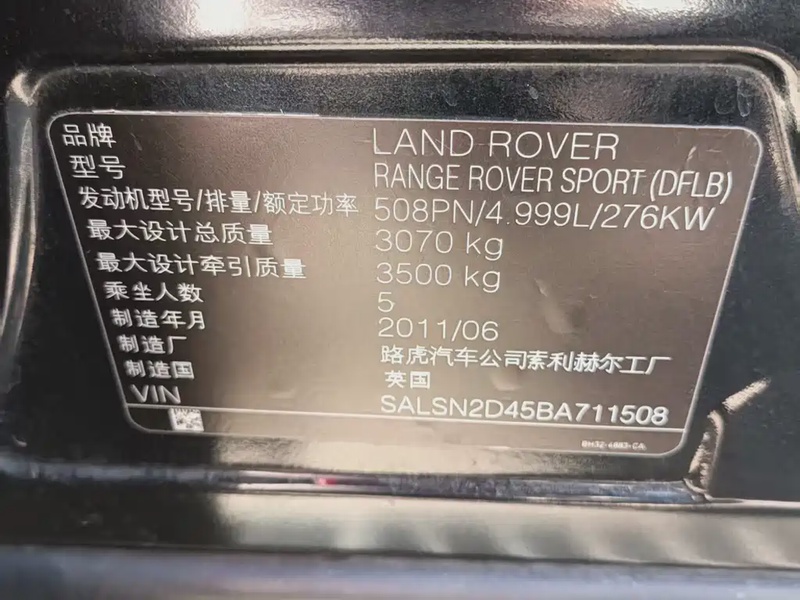 品牌 LAND ROVER
型号 RANGE ROVER SPORT (DFLB)
发动机型号/排量/额定功率 508PN/4.999L/276KW
最大设计总质量 3070 kg
最大设计牵引质量 3500 kg
乘坐人数 5
制造年月 2011/06
制造厂 路虎汽车公司索利赫尔工厂
制造国 英国
VIN SALSN2D45BA711508